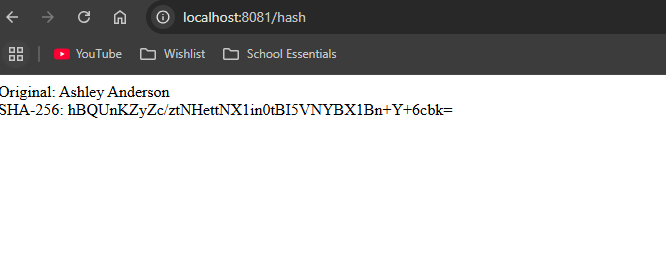 localhost:8081/hash
YouTube Wishlist School Essentials
Original: Ashley Anderson
SHA-256: hBQUnKZyZc/ztNHettNX1in0tBI5VNYBX1Bn+Y+6cbk=